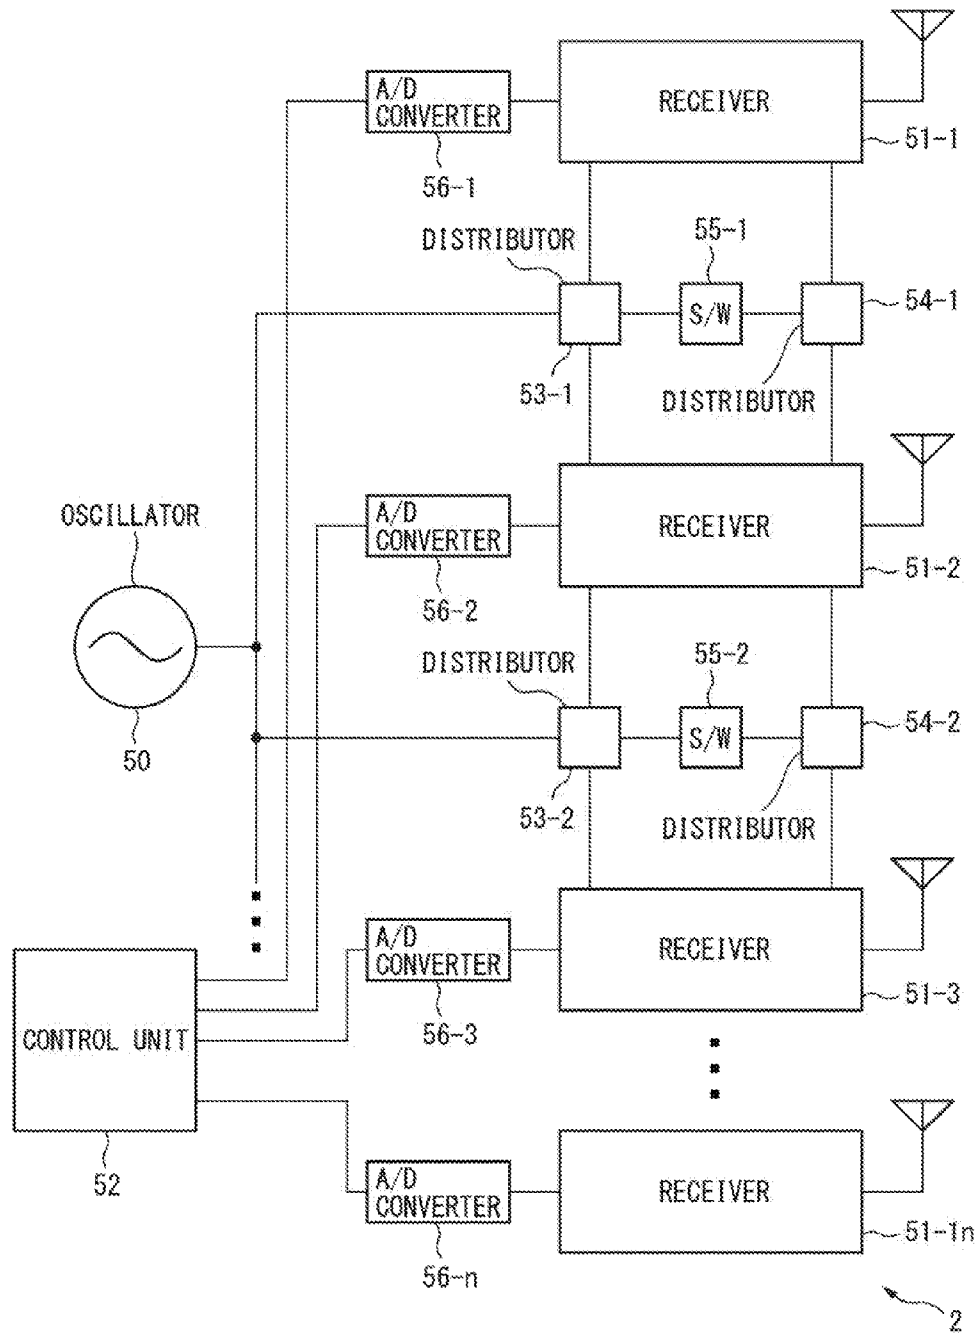 A/D
CONVERTER
RECEIVER
51-1
56-1
DISTRIBUTOR
55-1
54-1
S/W
53-1
DISTRIBUTOR
OSCILLATOR
A/D
CONVERTER
RECEIVER
51-2
56-2
DISTRIBUTOR
55-2
54-2
S/W
50
53-2
DISTRIBUTOR
A/D
CONVERTER
RECEIVER
51-3
56-3
CONTROL UNIT
52
A/D
CONVERTER
RECEIVER
51-1n
56-n
2